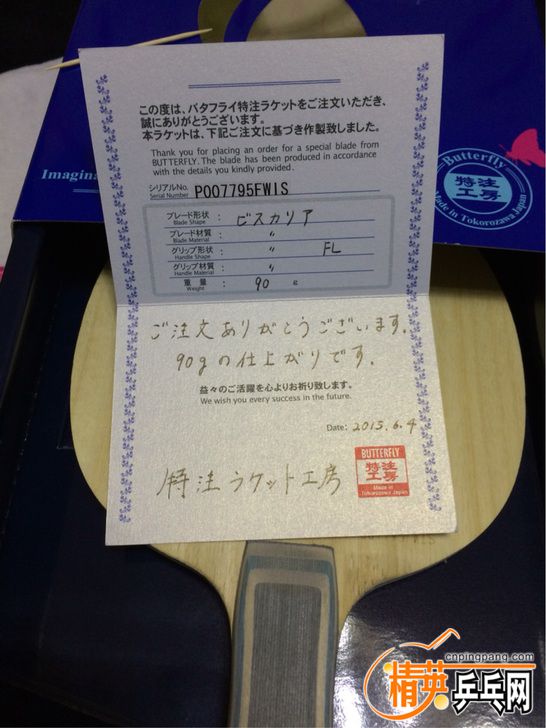 この度は、バタフライ特注ラケットをご注文いただき、
誠にありがとうございます。
本ラケットは、下記ご注文に基づき作製致しました。
Thank you for placing an order for a special blade from
BUTTERFLY. The blade has been produced in accordance
with the details you kindly provided.
シリアルNo.
Serial Number
P007795FWIS
ブレード形状 : ビスカリア
Blade Shape
ブレード材質 : 〃
Blade Material
グリップ形状 : 〃 FL
Handle Shape
グリップ材質 : 〃
Handle Material
重量 : 90 g
Weight
ご注文ありがとうございます。
90gの仕上がりです.
益々のご活躍を心よりお祈り致します。
We wish you every success in the future.
Date: 2015.6.4
特注ラケット工房
BUTTERFLY
特注
工房
Made in
Tokorozawa Japan
Imagina
Butterfly
特注
工房
Made in Tokorozawa Japan
cnpingpang.com
精英乒乓网